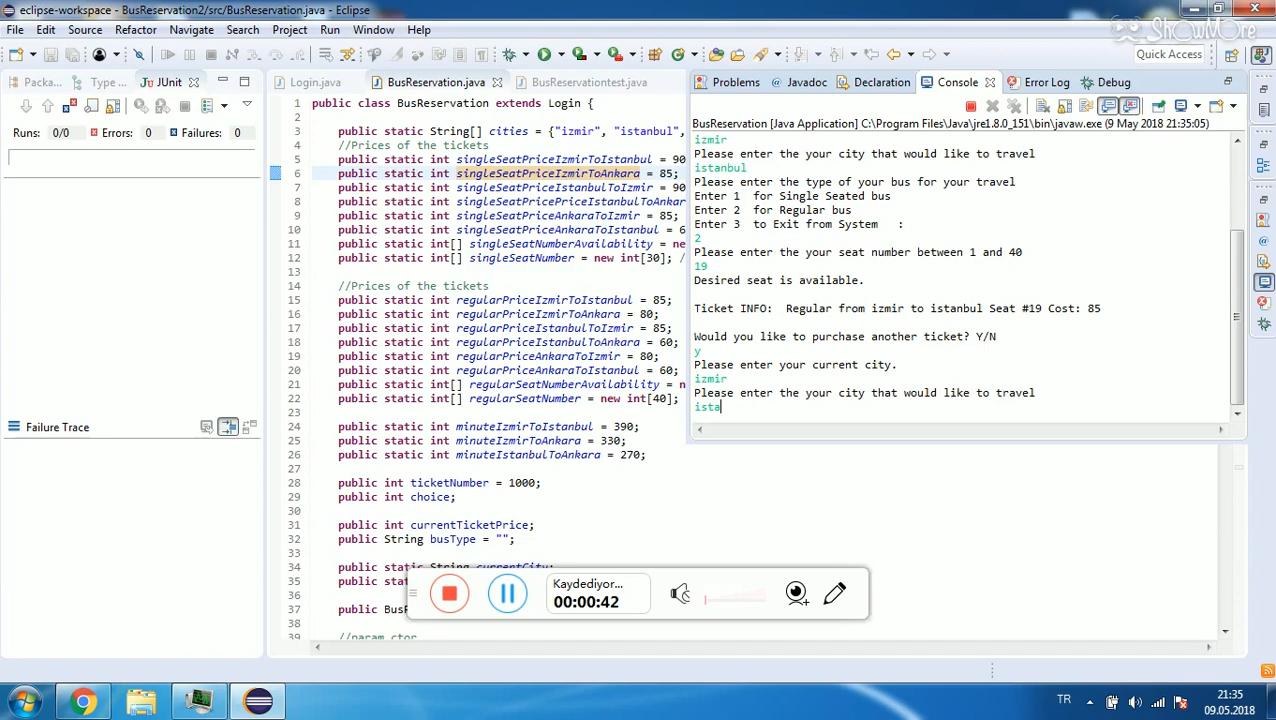 eclipse-workspace - BusReservation2/src/BusReservation.java - Eclipse
ShowMore
File Edit Source Refactor Navigate Search Project Run Window Help
Quick Access
Packa... Type ... JUnit
Runs: 0/0 Errors: 0 Failures: 0
Failure Trace
Login.java BusReservation.java BusReservationtest.java
1 public class BusReservation extends Login {
2
3 public static String[] cities = {"izmir", "istanbul",
4 //Prices of the tickets
5 public static int singleSeatPriceIzmirToIstanbul = 90
6 public static int singleSeatPriceIzmirToAnkara = 85;
7 public static int singleSeatPriceIstanbulToIzmir = 90
8 public static int singleSeatPricePriceIstanbulToAnkar
9 public static int singleSeatPriceAnkaraToIzmir = 85;
10 public static int singleSeatPriceAnkaraToIstanbul = 6
11 public static int[] singleSeatNumberAvailability = ne
12 public static int[] singleSeatNumber = new int[30]; /
13
14 //Prices of the tickets
15 public static int regularPriceIzmirToIstanbul = 85;
16 public static int regularPriceIzmirToAnkara = 80;
17 public static int regularPriceIstanbulToIzmir = 85;
18 public static int regularPriceIstanbulToAnkara = 60;
19 public static int regularPriceAnkaraToIzmir = 80;
20 public static int regularPriceAnkaraToIstanbul = 60;
21 public static int[] regularSeatNumberAvailability = n
22 public static int[] regularSeatNumber = new int[40];
23
24 public static int minuteIzmirToIstanbul = 390;
25 public static int minuteIzmirToAnkara = 330;
26 public static int minuteIstanbulToAnkara = 270;
27
28 public int ticketNumber = 1000;
29 public int choice;
30
31 public int currentTicketPrice;
32 public String busType = "";
33
34 public static String currentCity;
35 public stat
36
37 public BusR
38
39 //param ctor
Problems @ Javadoc Declaration Console Error Log Debug
BusReservation [Java Application] C:\Program Files\Java\jre1.8.0_151\bin\javaw.exe (9 May 2018 21:35:05)
izmir
Please enter the your city that would like to travel
istanbul
Please enter the type of your bus for your travel
Enter 1 for Single Seated bus
Enter 2 for Regular bus
Enter 3 to Exit from System :
2
Please enter the your seat number between 1 and 40
19
Desired seat is available.
Ticket INFO: Regular from izmir to istanbul Seat #19 Cost: 85
Would you like to purchase another ticket? Y/N
y
Please enter your current city.
izmir
Please enter the your city that would like to travel
ista
Kaydediyor...
00:00:42
TR
21:35
09.05.2018